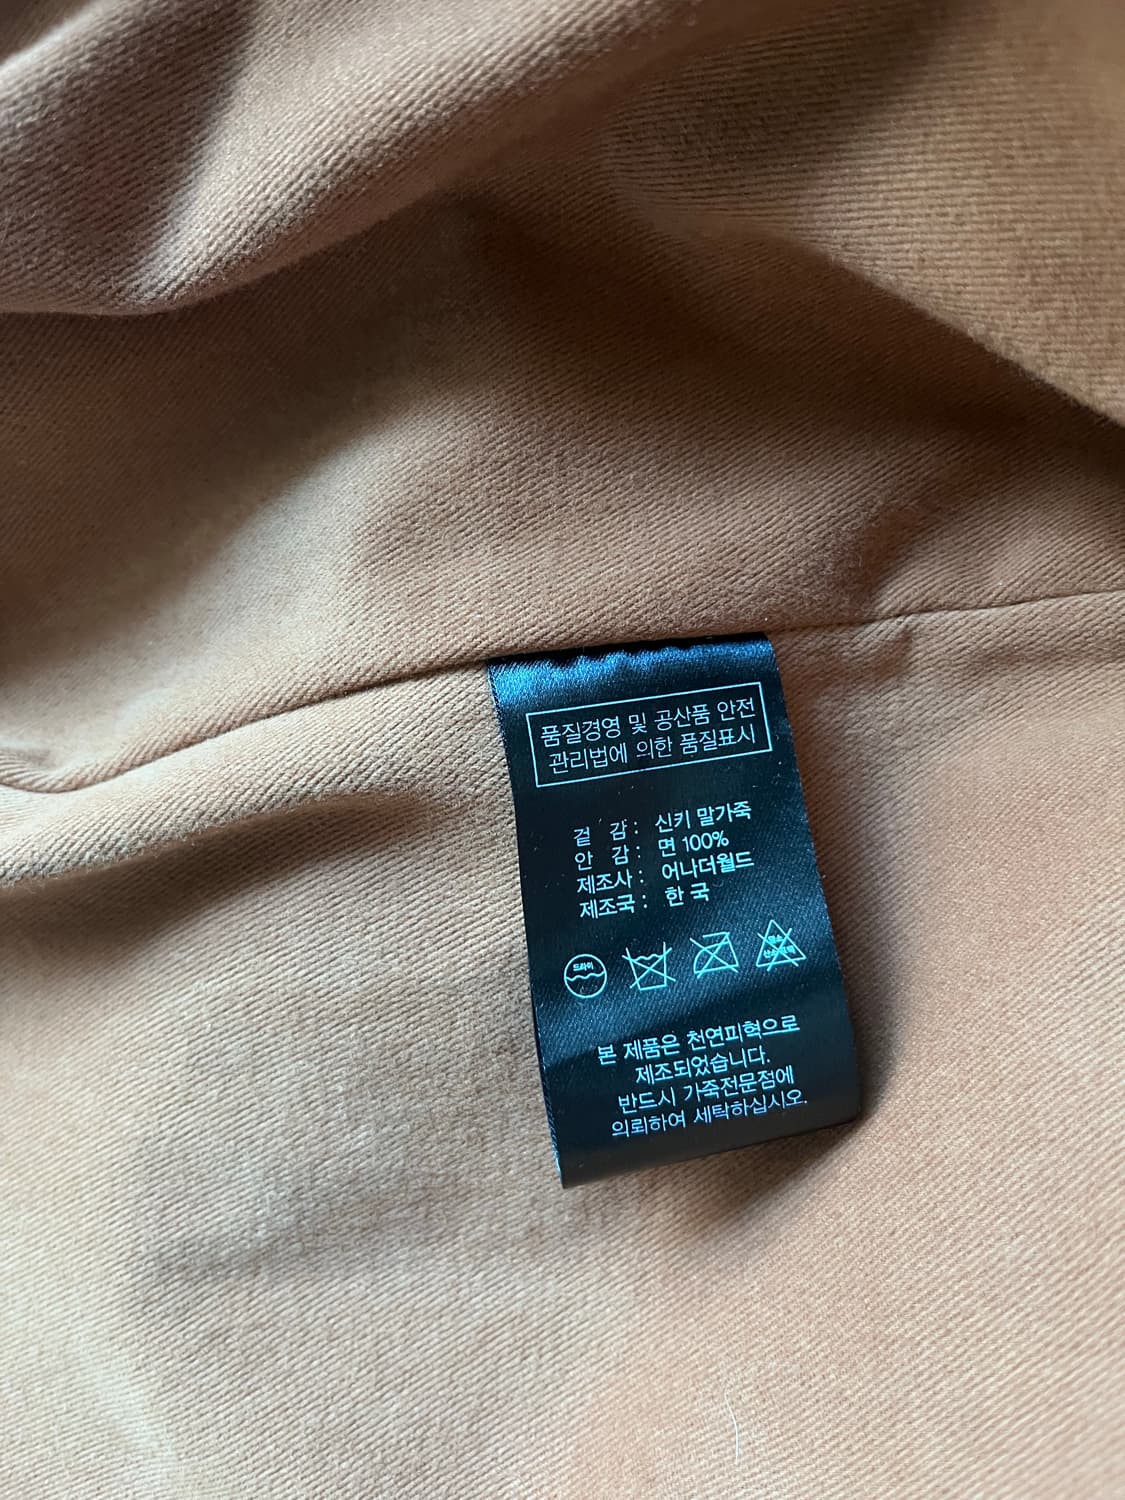 품질경영 및 공산품 안전
관리법에 의한 품질표시
겉 감 : 신키 말가죽
안 감 : 면 100%
제조사 : 어나더월드
제조국 : 한 국
드라이
본 제품은 천연피혁으로
제조되었습니다.
반드시 가죽전문점에
의뢰하여 세탁하십시오.